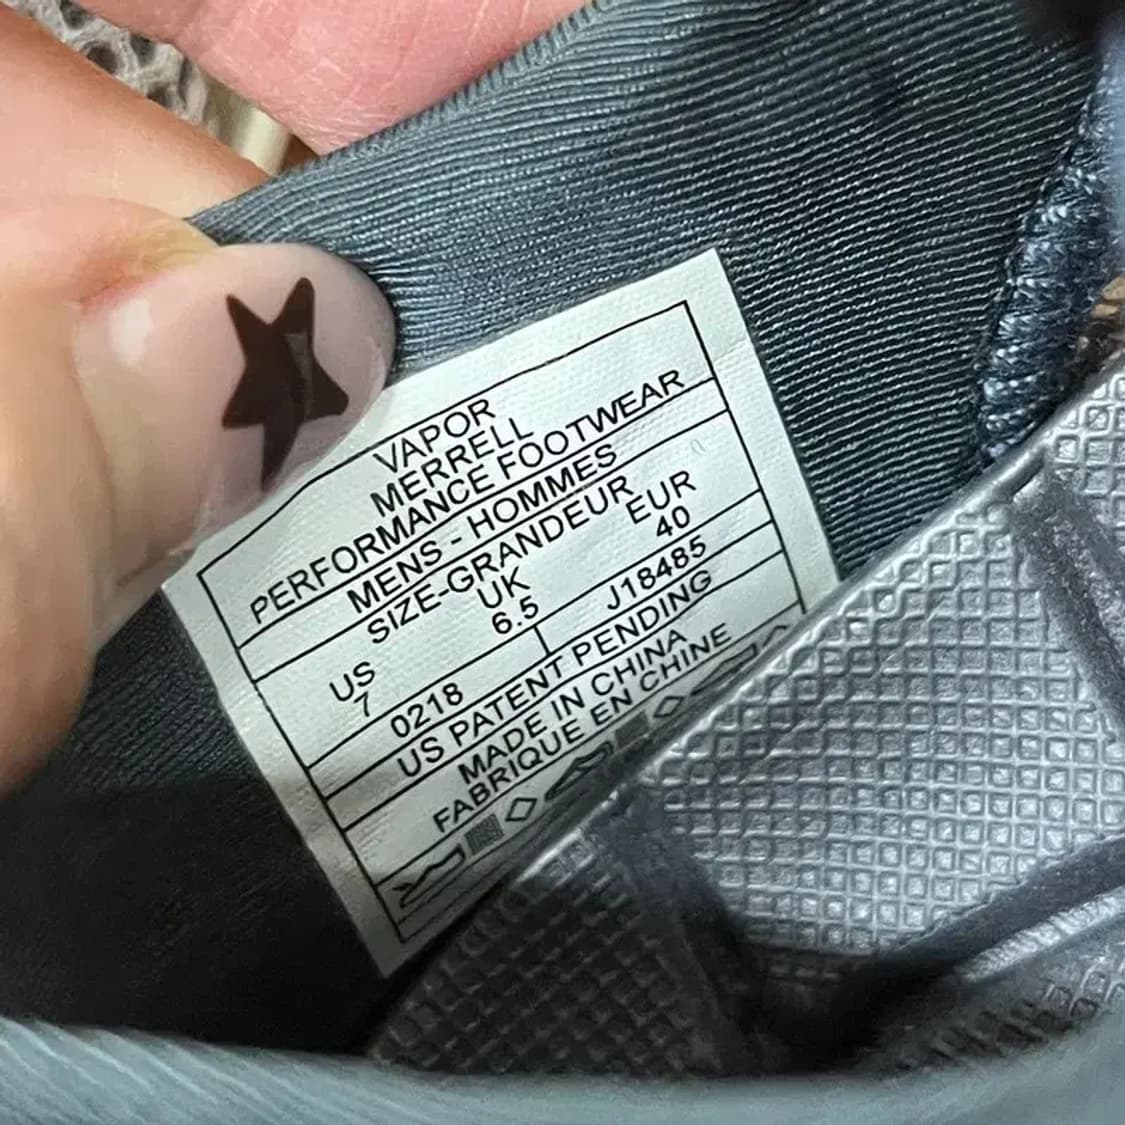 VAPOR
MERRELL
PERFORMANCE FOOTWEAR
MENS - HOMMES
SIZE-GRANDEUR
US UK EUR
7 6.5 40
0218 J18485
US PATENT PENDING
MADE IN CHINA
FABRIQUE EN CHINE